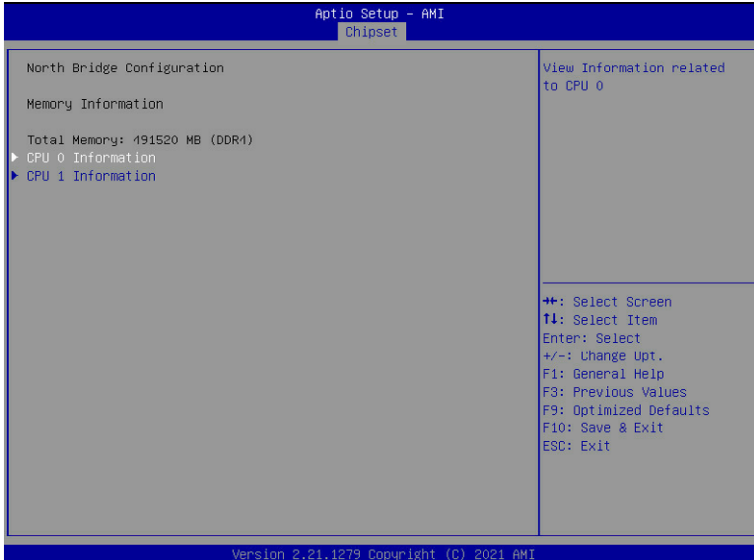 Aptio Setup – AMI
Chipset
North Bridge Configuration
Memory Information
Total Memory: 491520 MB (DDR4)
CPU 0 Information
CPU 1 Information
View Information related
to CPU 0
→←: Select Screen
↑↓: Select Item
Enter: Select
+/-: Change Opt.
F1: General Help
F3: Previous Values
F9: Optimized Defaults
F10: Save & Exit
ESC: Exit
Version 2.21.1279 Copyright (C) 2021 AMI